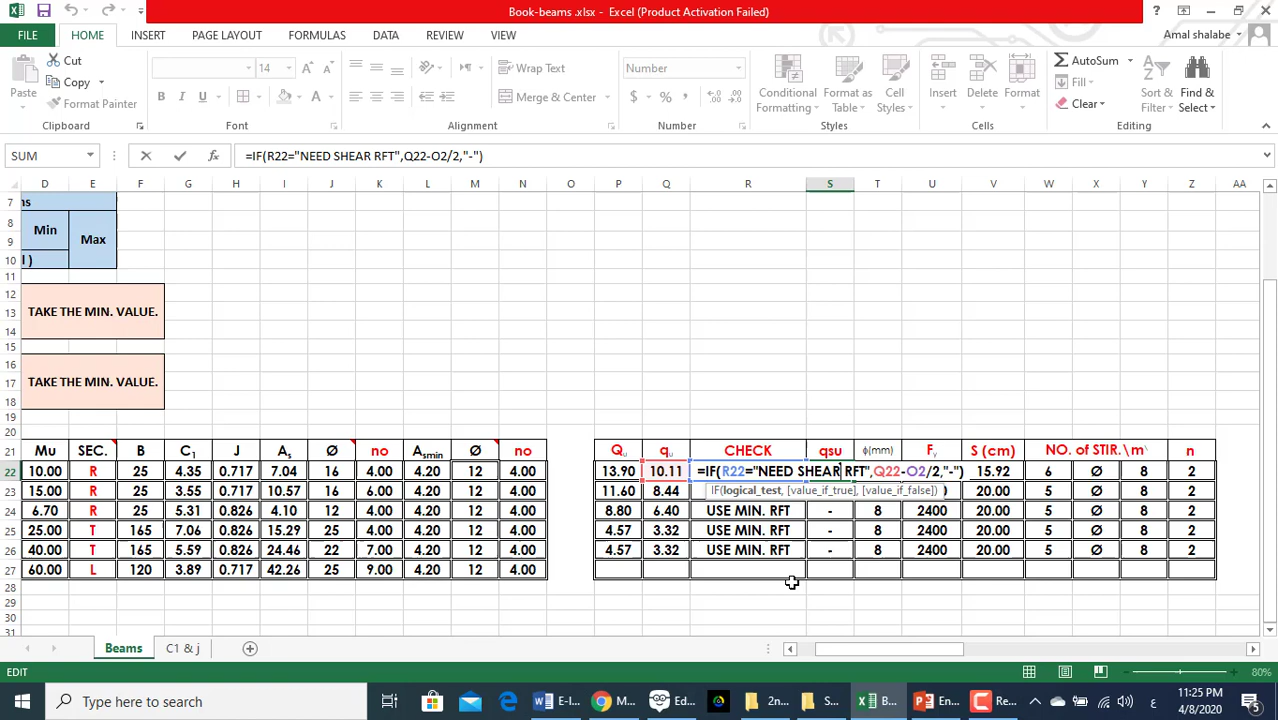 Book-beams .xlsx - Excel (Product Activation Failed)
?
FILE HOME INSERT PAGE LAYOUT FORMULAS DATA REVIEW VIEW Amal shalabe
Paste
Cut
Copy
Format Painter
Clipboard
14 A A
B I U A
Font
Wrap Text
Merge & Center
Alignment
Number
$ % ,
Number
Conditional Formatting
Format as Table
Cell Styles
Styles
Insert Delete Format
Cells
AutoSum
Fill
Clear
Sort & Filter
Find & Select
Editing
SUM =IF(R22="NEED SHEAR RFT",Q22-O2/2,"-")
D E F G H I J K L M N O P Q R S T U V W X Y Z AA
7 ns
8 Min
9 Max
10 l )
11
12
13 TAKE THE MIN. VALUE.
14
15
16
17 TAKE THE MIN. VALUE.
18
19
20
21 Mu SEC. B C1 J As Ø no Asmin Ø no Qu qu CHECK qsu ϕ(mm) Fy S (cm) NO. of STIR.\m\ n
22 10.00 R 25 4.35 0.717 7.04 16 4.00 4.20 12 4.00 13.90 10.11 =IF(R22="NEED SHEAR RFT",Q22-O2/2,"-") 15.92 6 Ø 8 2
IF(logical_test, [value_if_true], [value_if_false])
23 15.00 R 25 3.55 0.717 10.57 16 6.00 4.20 12 4.00 11.60 8.44 20.00 5 Ø 8 2
24 6.70 R 25 5.31 0.826 4.10 12 4.00 4.20 12 4.00 8.80 6.40 USE MIN. RFT - 8 2400 20.00 5 Ø 8 2
25 25.00 T 165 7.06 0.826 15.29 25 4.00 4.20 12 4.00 4.57 3.32 USE MIN. RFT - 8 2400 20.00 5 Ø 8 2
26 40.00 T 165 5.59 0.826 24.46 22 7.00 4.20 12 4.00 4.57 3.32 USE MIN. RFT - 8 2400 20.00 5 Ø 8 2
27 60.00 L 120 3.89 0.717 42.26 25 9.00 4.20 12 4.00
28
29
30
31
Beams C1 & j
EDIT 80%
Type here to search E-I... M... Ed... 2n... S... B... En... Re... ع 11:25 PM
4/8/2020 5